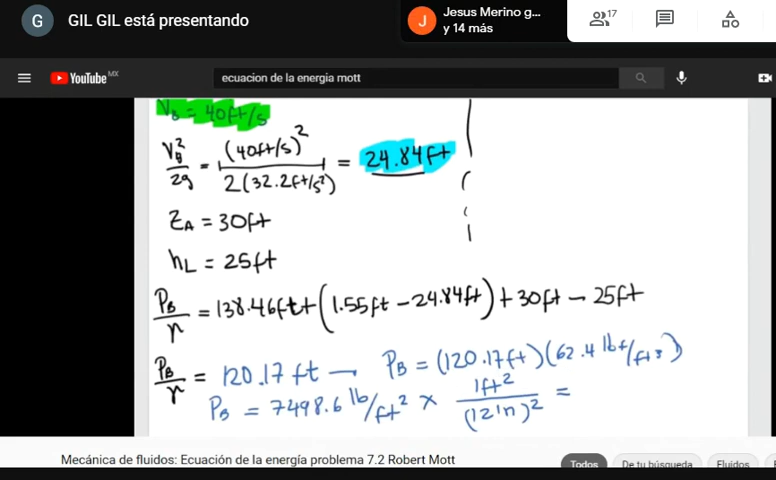 G GIL GIL está presentando
J Jesus Merino g...
y 14 más
17
YouTube MX
ecuacion de la energia mott
V_B = 40ft/s
V_B²/2g = (40ft/s)²/2(32.2ft/s²) = 24.84ft
Z_A = 30ft
h_L = 25ft
P_B/r = 138.46ft+(1.55ft - 24.84ft)+30ft - 25ft
P_B/r = 120.17 ft — P_B = (120.17ft)(62.4 lbf/ft3)
P_B = 7498.6 lb/ft² x 1ft²/(12in)² =
Mecánica de fluidos: Ecuación de la energía problema 7.2 Robert Mott
Todos De tu búsqueda Fluidos